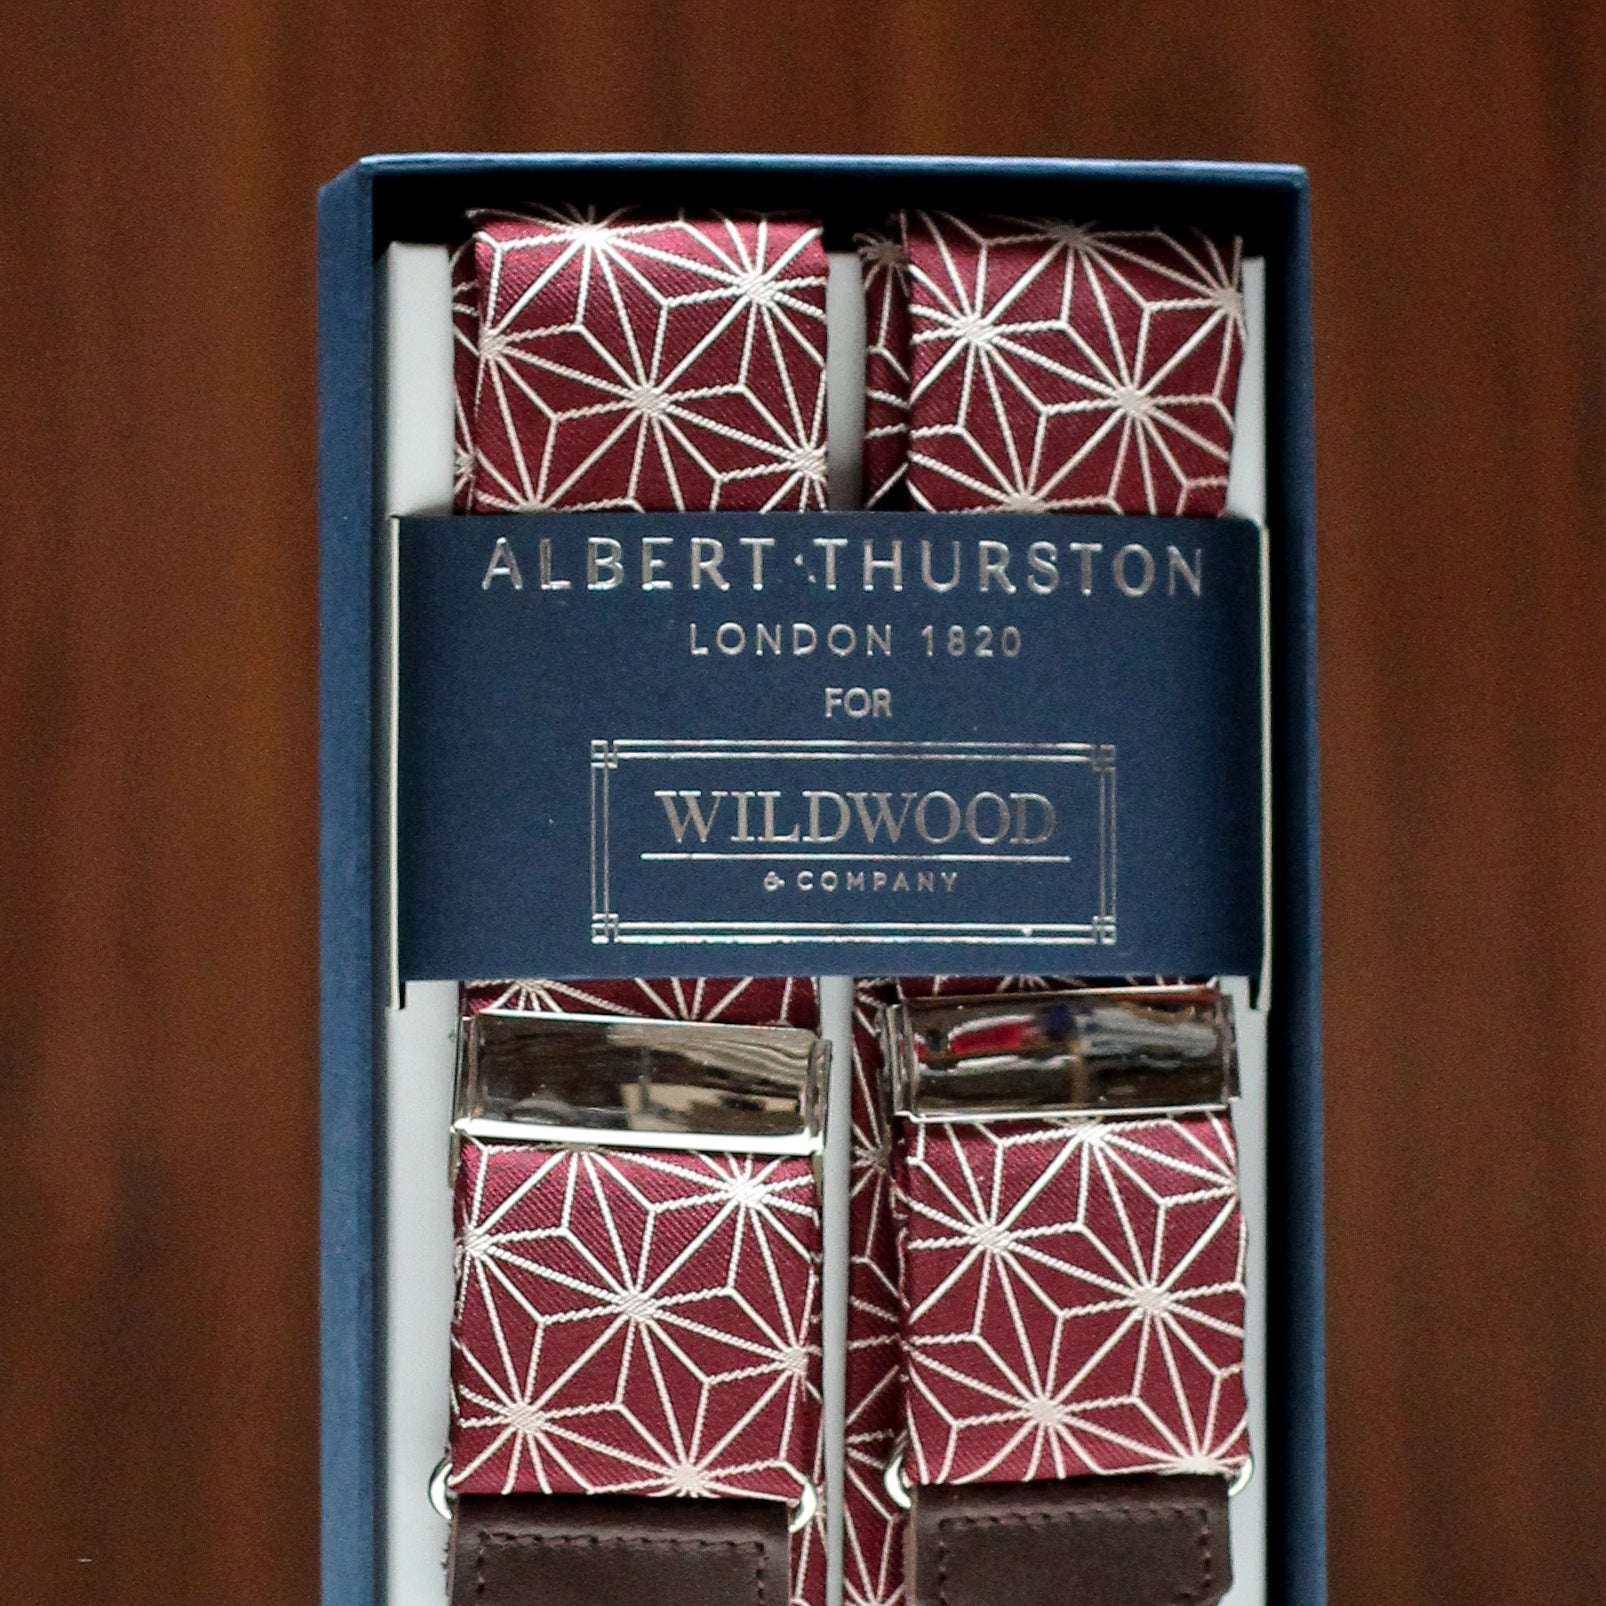 ALBERT THURSTON
LONDON 1820
FOR
WILDWOOD
& COMPANY